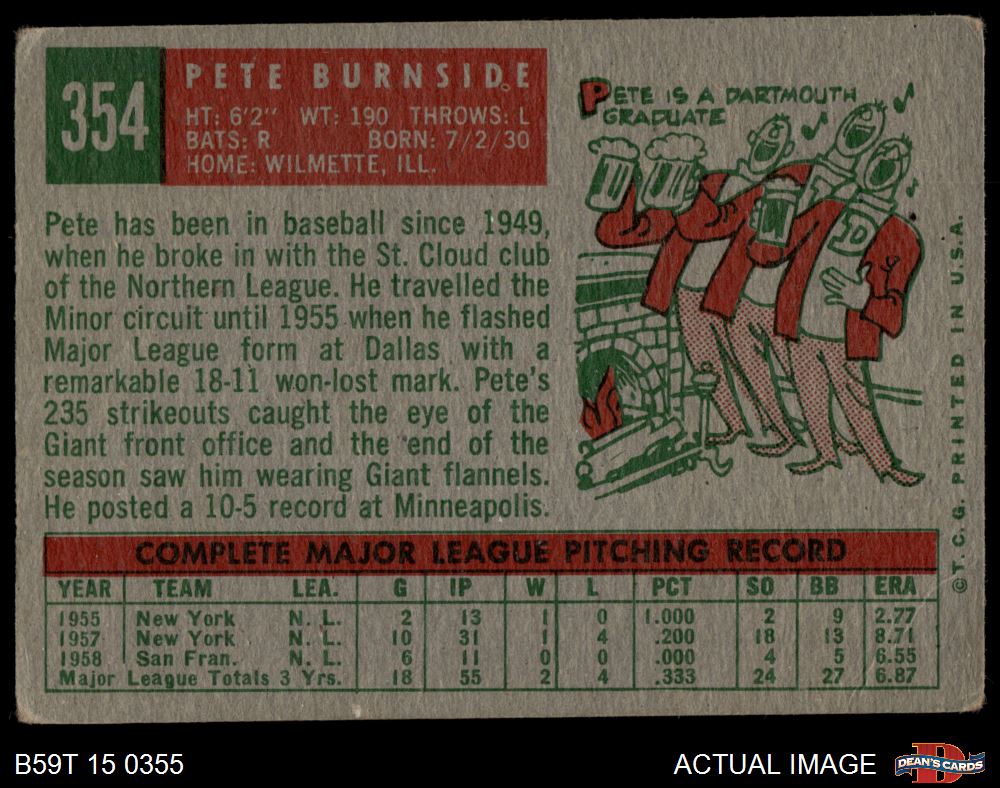 354
PETE BURNSIDE
HT: 6'2" WT: 190 THROWS: L
BATS: R BORN: 7/2/30
HOME: WILMETTE, ILL.
PETE IS A DARTMOUTH
GRADUATE
D
Pete has been in baseball since 1949,
when he broke in with the St. Cloud club
of the Northern League. He travelled the
Minor circuit until 1955 when he flashed
Major League form at Dallas with a
remarkable 18-11 won-lost mark. Pete's
235 strikeouts caught the eye of the
Giant front office and the end of the
season saw him wearing Giant flannels.
He posted a 10-5 record at Minneapolis.
COMPLETE MAJOR LEAGUE PITCHING RECORD
YEAR TEAM LEA. G IP W L PCT SO BB ERA
1955 New York N. L. 2 13 1 0 1.000 2 9 2.77
1957 New York N. L. 10 31 1 4 .200 18 13 8.71
1958 San Fran. N. L. 6 11 0 0 .000 4 5 6.55
Major League Totals 3 Yrs. 18 55 2 4 .333 24 27 6.87
© T. C. G. PRINTED IN U.S.A.
B59T 15 0355
ACTUAL IMAGE
D
DEAN'S CARDS